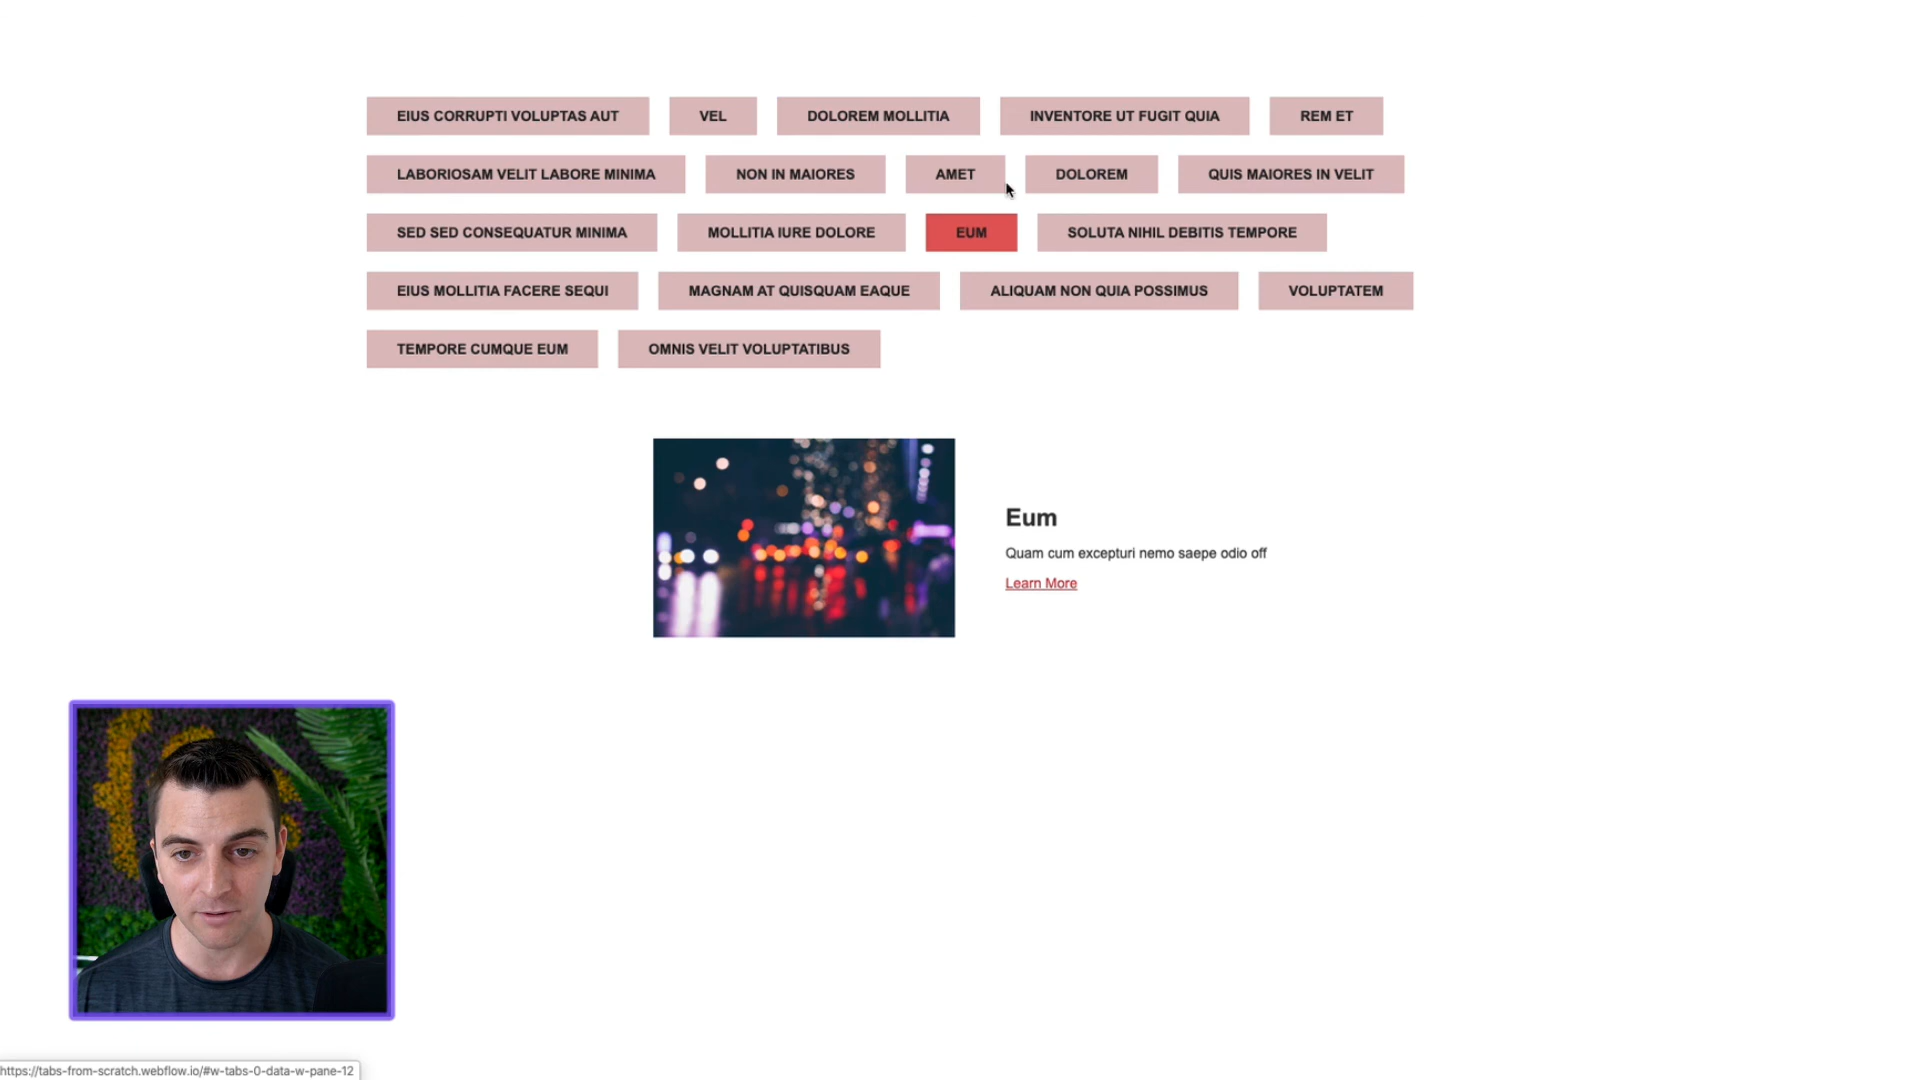 EIUS CORRUPTI VOLUPTAS AUT VEL DOLOREM MOLLITIA INVENTORE UT FUGIT QUIA REM ET
LABORIOSAM VELIT LABORE MINIMA NON IN MAIORES AMET DOLOREM QUIS MAIORES IN VELIT
SED SED CONSEQUATUR MINIMA MOLLITIA IURE DOLORE EUM SOLUTA NIHIL DEBITIS TEMPORE
EIUS MOLLITIA FACERE SEQUI MAGNAM AT QUISQUAM EAQUE ALIQUAM NON QUIA POSSIMUS VOLUPTATEM
TEMPORE CUMQUE EUM OMNIS VELIT VOLUPTATIBUS
Eum
Quam cum excepturi nemo saepe odio off
Learn More
https://tabs-from-scratch.webflow.io/#w-tabs-0-data-w-pane-12